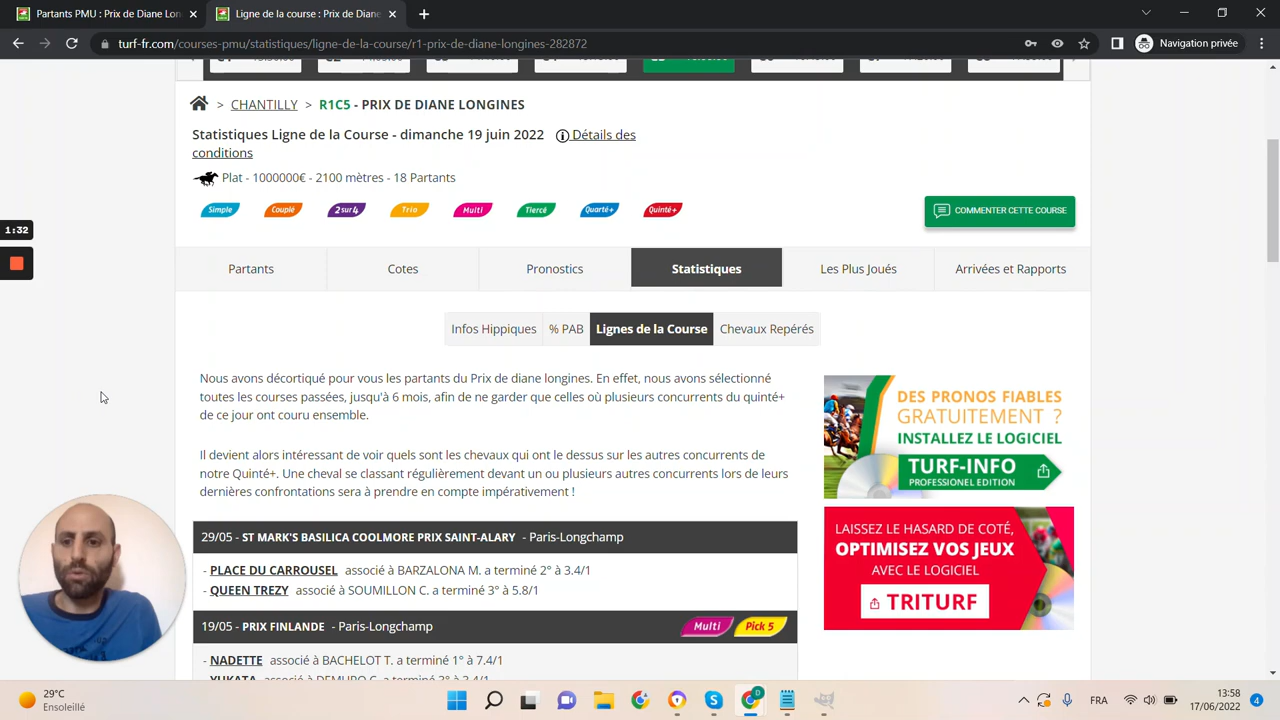 Partants PMU : Prix De Diane Lon
Ligne de la Course : Prix de Diane
turf-fr.com/courses-pmu/statistiques/ligne-de-la-course/r1-prix-de-diane-longines-282872
Navigation privée
> CHANTILLY > R1C5 - PRIX DE DIANE LONGINES
Statistiques Ligne de la Course - dimanche 19 juin 2022 Détails des
conditions
Plat - 1000000€ - 2100 mètres - 18 Partants
Simple Couplé 2 sur 4 Trio Multi Tiercé Quarté+ Quinté+
COMMENTER CETTE COURSE
1:32
Partants Cotes Pronostics Statistiques Les Plus Joués Arrivées et Rapports
Infos Hippiques % PAB Lignes de la Course Chevaux Repérés
Nous avons décortiqué pour vous les partants du Prix de diane longines. En effet, nous avons sélectionné
toutes les courses passées, jusqu'à 6 mois, afin de ne garder que celles où plusieurs concurrents du quinté+
de ce jour ont couru ensemble.
Il devient alors intéressant de voir quels sont les chevaux qui ont le dessus sur les autres concurrents de
notre Quinté+. Un cheval se classant régulièrement devant un ou plusieurs autres concurrents lors de leurs
dernières confrontations sera à prendre en compte impérativement !
29/05 - ST MARK'S BASILICA COOLMORE PRIX SAINT-ALARY - Paris-Longchamp
- PLACE DU CARROUSEL associé à BARZALONA M. a terminé 2° à 3.4/1
- QUEEN TREZY associé à SOUMILLON C. a terminé 3° à 5.8/1
19/05 - PRIX FINLANDE - Paris-Longchamp Multi Pick 5
- NADETTE associé à BACHELOT T. a terminé 1° à 7.4/1
- YUKATA associé à DEMURO C. a terminé 3° à 3.4/1
DES PRONOS FIABLES
GRATUITEMENT ?
INSTALLEZ LE LOGICIEL
TURF-INFO
PROFESSIONEL EDITION
LAISSEZ LE HASARD DE COTÉ,
OPTIMISEZ VOS JEUX
AVEC LE LOGICIEL
TRITURF
29°C
Ensoleillé
FRA
13:58
17/06/2022
4